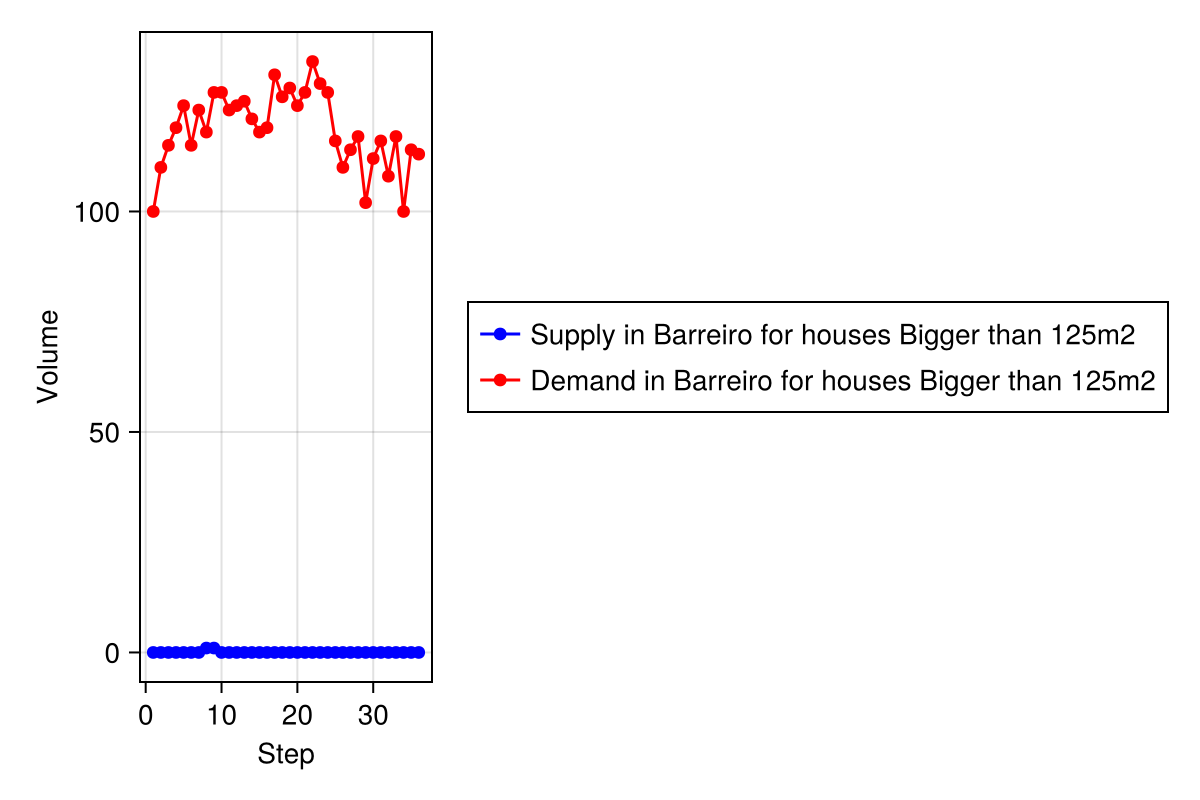 100
50
0
Volume
0 10 20 30
Step
Supply in Barreiro for houses Bigger than 125m2
Demand in Barreiro for houses Bigger than 125m2